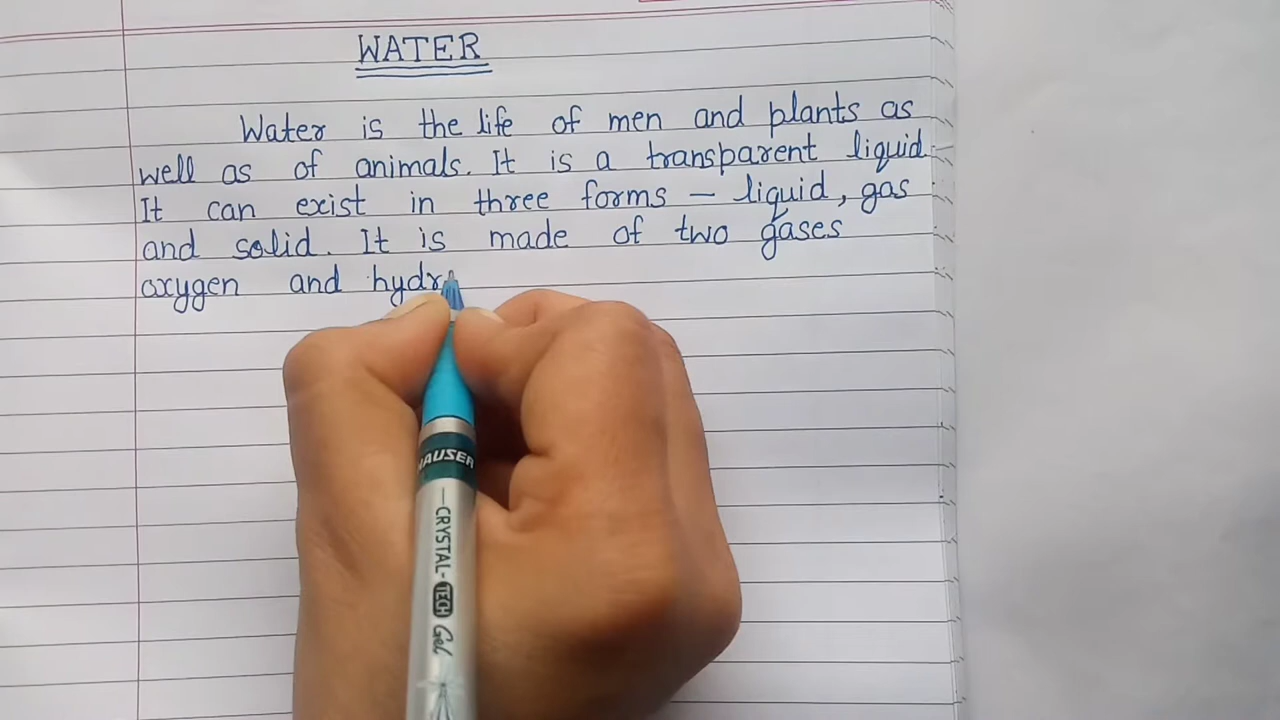 WATER
Water is the life of men and plants as
well as of animals. It is a transparent liquid.
It can exist in three forms – liquid, gas
and solid. It is made of two gases
oxygen and hydr
HAUSER
CRYSTAL-TECH Gel